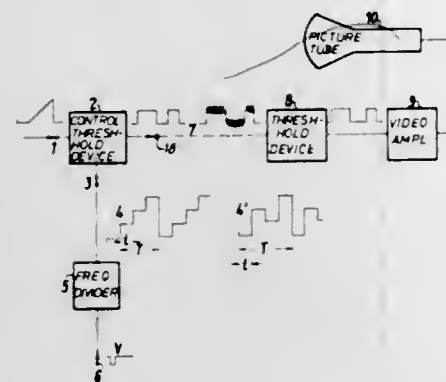 10
PICTURE
TUBE
2
CONTROL
THRESH-
HOLD
DEVICE
1
18
7
8
THRES-
HOLD
DEVICE
9
VIDEO
AMPL
3
4
t
T
4'
T
t
5
FREQ
DIVIDER
6
t
V